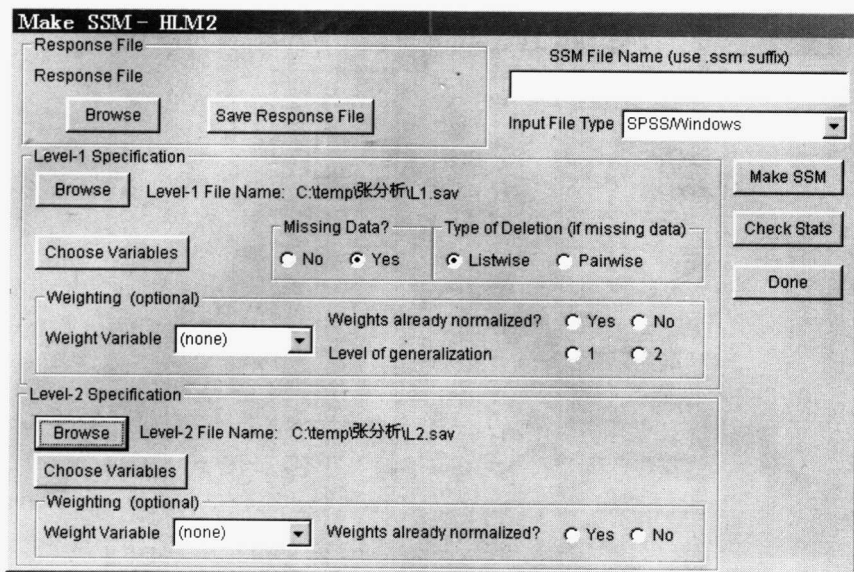 Make SSM - HLM2
Response File
Response File
Browse
Save Response File
SSM File Name (use .ssm suffix)
Input File Type
SPSS/Windows
Level-1 Specification
Browse
Level-1 File Name: C:\temp\张分析\L1.sav
Choose Variables
Missing Data?
No
Yes
Type of Deletion (if missing data)
Listwise
Pairwise
Weighting (optional)
Weight Variable
(none)
Weights already normalized?
Yes
No
Level of generalization
1
2
Make SSM
Check Stats
Done
Level-2 Specification
Browse
Level-2 File Name: C:\temp\张分析\L2.sav
Choose Variables
Weighting (optional)
Weight Variable
(none)
Weights already normalized?
Yes
No